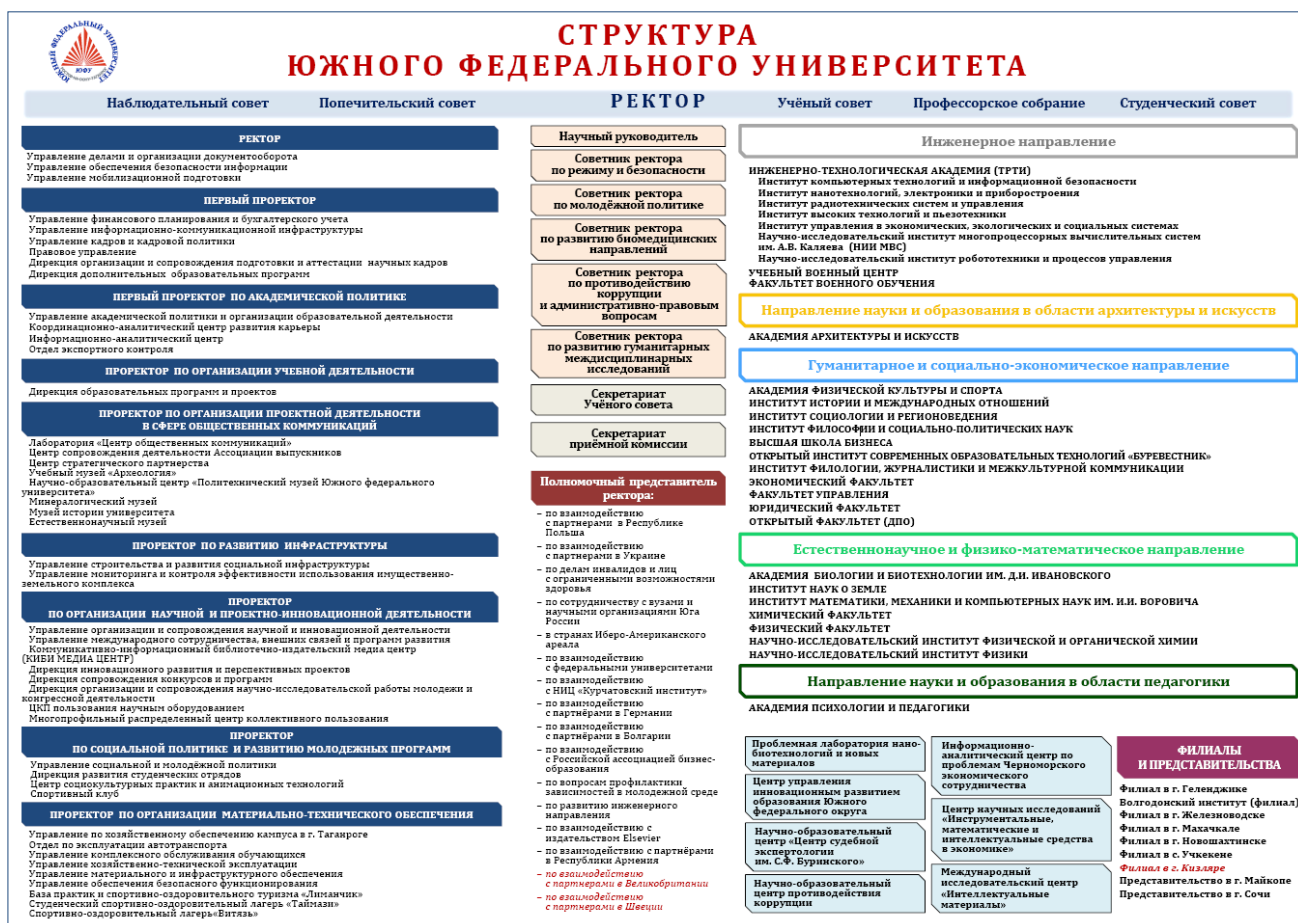 СТРУКТУРА
ЮЖНОГО ФЕДЕРАЛЬНОГО УНИВЕРСИТЕТА
ЮЖНЫЙ ФЕДЕРАЛЬНЫЙ УНИВЕРСИТЕТ
ЮФУ
Наблюдательный совет
Попечительский совет
РЕКТОР
Учёный совет
Профессорское собрание
Студенческий совет
РЕКТОР
Управление делами и организации документооборота
Управление обеспечения безопасности информации
Управление мобилизационной подготовки
ПЕРВЫЙ ПРОРЕКТОР
Управление финансового планирования и бухгалтерского учета
Управление информационно-коммуникационной инфраструктуры
Управление кадров и кадровой политики
Правовое управление
Дирекция организации и сопровождения подготовки и аттестации научных кадров
Дирекция дополнительных образовательных программ
ПЕРВЫЙ ПРОРЕКТОР ПО АКАДЕМИЧЕСКОЙ ПОЛИТИКЕ
Управление академической политики и организации образовательной деятельности
Координационно-аналитический центр развития карьеры
Информационно-аналитический центр
Отдел экспортного контроля
ПРОРЕКТОР ПО ОРГАНИЗАЦИИ УЧЕБНОЙ ДЕЯТЕЛЬНОСТИ
Дирекция образовательных программ и проектов
ПРОРЕКТОР ПО ОРГАНИЗАЦИИ ПРОЕКТНОЙ ДЕЯТЕЛЬНОСТИ
В СФЕРЕ ОБЩЕСТВЕННЫХ КОММУНИКАЦИЙ
Лаборатория «Центр общественных коммуникаций»
Центр сопровождения деятельности Ассоциации выпускников
Центр стратегического партнерства
Учебный музей «Археология»
Научно-образовательный центр «Политехнический музей Южного федерального
университета»
Минералогический музей
Музей истории университета
Естественнонаучный музей
ПРОРЕКТОР ПО РАЗВИТИЮ ИНФРАСТРУКТУРЫ
Управление строительства и развития социальной инфраструктуры
Управление мониторинга и контроля эффективности использования имущественно-
земельного комплекса
ПРОРЕКТОР
ПО ОРГАНИЗАЦИИ НАУЧНОЙ И ПРОЕКТНО-ИННОВАЦИОННОЙ ДЕЯТЕЛЬНОСТИ
Управление организации и сопровождения научной и инновационной деятельности
Управление международного сотрудничества, внешних связей и программ развития
Коммуникативно-информационный библиотечно-издательский медиа центр
(КИБИ МЕДИА ЦЕНТР)
Дирекция инновационного развития и перспективных проектов
Дирекция сопровождения конкурсов и программ
Дирекция организации и сопровождения научно-исследовательской работы молодежи и
конгрессной деятельности
ЦКП пользования научным оборудованием
Многопрофильный распределенный центр коллективного пользования
ПРОРЕКТОР
ПО СОЦИАЛЬНОЙ ПОЛИТИКЕ И РАЗВИТИЮ МОЛОДЕЖНЫХ ПРОГРАММ
Управление социальной и молодёжной политики
Дирекция развития студенческих отрядов
Центр социокультурных практик и анимационных технологий
Спортивный клуб
ПРОРЕКТОР ПО ОРГАНИЗАЦИИ МАТЕРИАЛЬНО-ТЕХНИЧЕСКОГО ОБЕСПЕЧЕНИЯ
Управление по хозяйственному обеспечению кампуса в г. Таганроге
Отдел по эксплуатации автотранспорта
Управление комплексного обслуживания обучающихся
Управление хозяйственно-технической эксплуатации
Управление материального и инфраструктурного обеспечения
Управление обеспечения безопасного функционирования
База практик и спортивно-оздоровительного туризма «Лиманчик»
Студенческий спортивно-оздоровительный лагерь «Таймази»
Спортивно-оздоровительный лагерь«Витязь»
Научный руководитель
Советник ректора
по режиму и безопасности
Советник ректора
по молодёжной политике
Советник ректора
по развитию биомедицинских
направлений
Советник ректора
по противодействию
коррупции
и административно-правовым
вопросам
Советник ректора
по развитию гуманитарных
междисциплинарных
исследований
Секретариат
Учёного совета
Секретариат
приёмной комиссии
Полномочный представитель
ректора:
– по взаимодействию
с партнерами в Республике
Польша
– по взаимодействию
с партнерами в Украине
– по делам инвалидов и лиц
с ограниченными возможностями
здоровья
– по сотрудничеству с вузами и
научными организациями Юга
России
– в странах Иберо-Американского
ареала
– по взаимодействию
с федеральными университетами
– по взаимодействию
с НИЦ «Курчатовский институт»
– по взаимодействию
с партнёрами в Германии
– по взаимодействию
с партнёрами в Болгарии
– по взаимодействию
с Российской ассоциацией бизнес-
образования
– по вопросам профилактики
зависимостей в молодежной среде
– по развитию инженерного
направления
– по взаимодействию с
издательством Elsevier
– по взаимодействию с партнёрами
в Республики Армения
– по взаимодействию
с партнерами в Великобритании
– по взаимодействию
с партнерами в Швеции
Инженерное направление
ИНЖЕНЕРНО-ТЕХНОЛОГИЧЕСКАЯ АКАДЕМИЯ (ТРТИ)
Институт компьютерных технологий и информационной безопасности
Институт нанотехнологий, электроники и приборостроения
Институт радиотехнических систем и управления
Институт высоких технологий и пьезотехники
Институт управления в экономических, экологических и социальных системах
Научно-исследовательский институт многопроцессорных вычислительных систем
им. А.В. Каляева (НИИ МВС)
Научно-исследовательский институт робототехники и процессов управления
УЧЕБНЫЙ ВОЕННЫЙ ЦЕНТР
ФАКУЛЬТЕТ ВОЕННОГО ОБУЧЕНИЯ
Направление науки и образования в области архитектуры и искусств
АКАДЕМИЯ АРХИТЕКТУРЫ И ИСКУССТВ
Гуманитарное и социально-экономическое направление
АКАДЕМИЯ ФИЗИЧЕСКОЙ КУЛЬТУРЫ И СПОРТА
ИНСТИТУТ ИСТОРИИ И МЕЖДУНАРОДНЫХ ОТНОШЕНИЙ
ИНСТИТУТ СОЦИОЛОГИИ И РЕГИОНОВЕДЕНИЯ
ИНСТИТУТ ФИЛОСОФИИ И СОЦИАЛЬНО-ПОЛИТИЧЕСКИХ НАУК
ВЫСШАЯ ШКОЛА БИЗНЕСА
ОТКРЫТЫЙ ИНСТИТУТ СОВРЕМЕННЫХ ОБРАЗОВАТЕЛЬНЫХ ТЕХНОЛОГИЙ «БУРЕВЕСТНИК»
ИНСТИТУТ ФИЛОЛОГИИ, ЖУРНАЛИСТИКИ И МЕЖКУЛЬТУРНОЙ КОММУНИКАЦИИ
ЭКОНОМИЧЕСКИЙ ФАКУЛЬТЕТ
ФАКУЛЬТЕТ УПРАВЛЕНИЯ
ЮРИДИЧЕСКИЙ ФАКУЛЬТЕТ
ОТКРЫТЫЙ ФАКУЛЬТЕТ (ДПО)
Естественнонаучное и физико-математическое направление
АКАДЕМИЯ БИОЛОГИИ И БИОТЕХНОЛОГИИ ИМ. Д.И. ИВАНОВСКОГО
ИНСТИТУТ НАУК О ЗЕМЛЕ
ИНСТИТУТ МАТЕМАТИКИ, МЕХАНИКИ И КОМПЬЮТЕРНЫХ НАУК ИМ. И.И. ВОРОВИЧА
ХИМИЧЕСКИЙ ФАКУЛЬТЕТ
ФИЗИЧЕСКИЙ ФАКУЛЬТЕТ
НАУЧНО-ИССЛЕДОВАТЕЛЬСКИЙ ИНСТИТУТ ФИЗИЧЕСКОЙ И ОРГАНИЧЕСКОЙ ХИМИИ
НАУЧНО-ИССЛЕДОВАТЕЛЬСКИЙ ИНСТИТУТ ФИЗИКИ
Направление науки и образования в области педагогики
АКАДЕМИЯ ПСИХОЛОГИИ И ПЕДАГОГИКИ
Проблемная лаборатория нано-
биотехнологий и новых
материалов
Центр управления
инновационным развитием
образования Южного
федерального округа
Научно-образовательный
центр «Центр судебной
экспертологии
им. С.Ф. Буринского»
Научно-образовательный
центр противодействия
коррупции
Информационно-
аналитический центр по
проблемам Черноморского
экономического
сотрудничества
Центр научных исследований
«Инструментальные,
математические и
интеллектуальные средства
в экономике»
Международный
исследовательский центр
«Интеллектуальные
материалы»
ФИЛИАЛЫ
И ПРЕДСТАВИТЕЛЬСТВА
Филиал в г. Геленджике
Волгодонский институт (филиал)
Филиал в г. Железноводске
Филиал в г. Махачкале
Филиал в г. Новошахтинске
Филиал в с. Учкекене
Филиал в г. Кизляре
Представительство в г. Майкопе
Представительство в г. Сочи